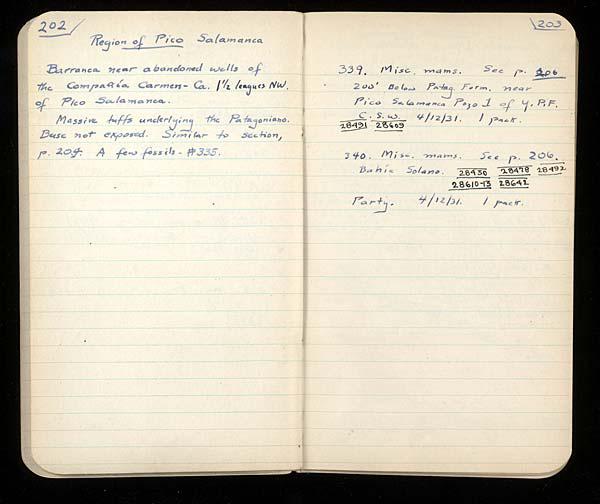 202
Region of Pico Salamanca
Barranca near abandoned wells of
the Compañía Carmen - Ca. 1½ leagues NW.
of Pico Salamanca.
Massive tuffs underlying the Patagoniano.
Base not exposed. Similar to section,
p. 204. A few fossils - #335.
203
339. Misc. mams. See p. 206
200' Below Patag. Form. near
Pico Salamanca Pozo 1 of Y.P.F.
C.S.W. 4/12/31. 1 pack.
28491 28609
340. Misc. mams. See p. 206.
Bahia Solano. 28436 28478 28492
28610-13 28642
Party. 4/12/31. 1 pack.